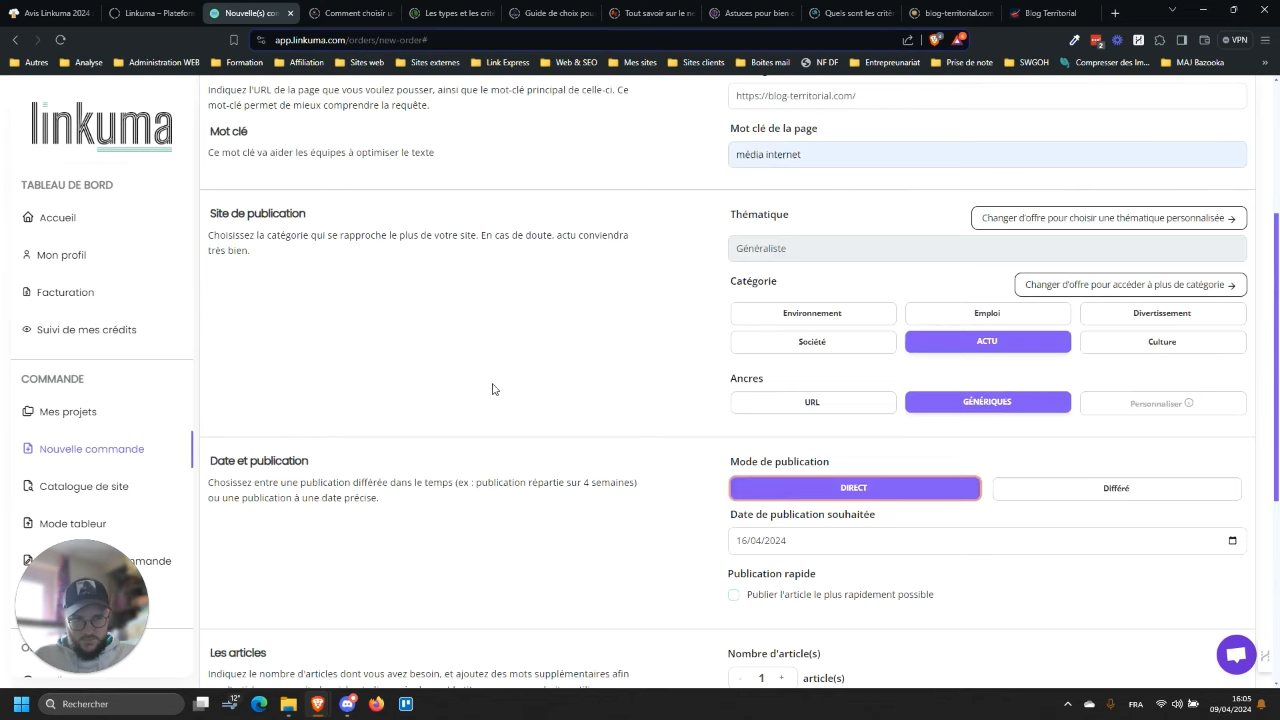 Avis Linkuma 2024
Linkuma – Platefor
Nouvelle(s) con
Comment choisir u
Les types et les crité
Guide de choix pou
Tout savoir sur le n
Astuces pour bien c
Quels sont les critèr
blog-territorial.com
Blog Territorial
app.linkuma.com/orders/new-order#
VPN
Autres
Analyse
Administration WEB
Formation
Affiliation
Sites web
Sites externes
Link Express
Web & SEO
Mes sites
Sites clients
Boites mail
NF DF
Entrepreunariat
Prise de note
SWGOH
Compresser des Im...
MAJ Bazooka
linkuma
TABLEAU DE BORD
Accueil
Mon profil
Facturation
Suivi de mes crédits
COMMANDE
Mes projets
Nouvelle commande
Catalogue de site
Mode tableur
mmande
Indiquez l'URL de la page que vous voulez pousser, ainsi que le mot-clé principal de celle-ci. Ce
mot-clé permet de mieux comprendre la requête.
https://blog-territorial.com/
Mot clé
Ce mot clé va aider les équipes à optimiser le texte
Mot clé de la page
média internet
Site de publication
Choisissez la catégorie qui se rapproche le plus de votre site. En cas de doute, actu conviendra
très bien.
Thématique
Changer d'offre pour choisir une thématique personnalisée →
Généraliste
Catégorie
Changer d'offre pour accéder à plus de catégorie →
Environnement
Emploi
Divertissement
Société
ACTU
Culture
Ancres
URL
GÉNÉRIQUES
Personnaliser
Date et publication
Chosissez entre une publication différée dans le temps (ex : publication répartie sur 4 semaines)
ou une publication à une date précise.
Mode de publication
DIRECT
Différé
Date de publication souhaitée
16/04/2024
Publication rapide
Publier l'article le plus rapidement possible
Les articles
Indiquez le nombre d'articles dont vous avez besoin, et ajoutez des mots supplémentaires afin
Nombre d'article(s)
- 1 +
article(s)
Rechercher
12°
FRA
16:05
09/04/2024